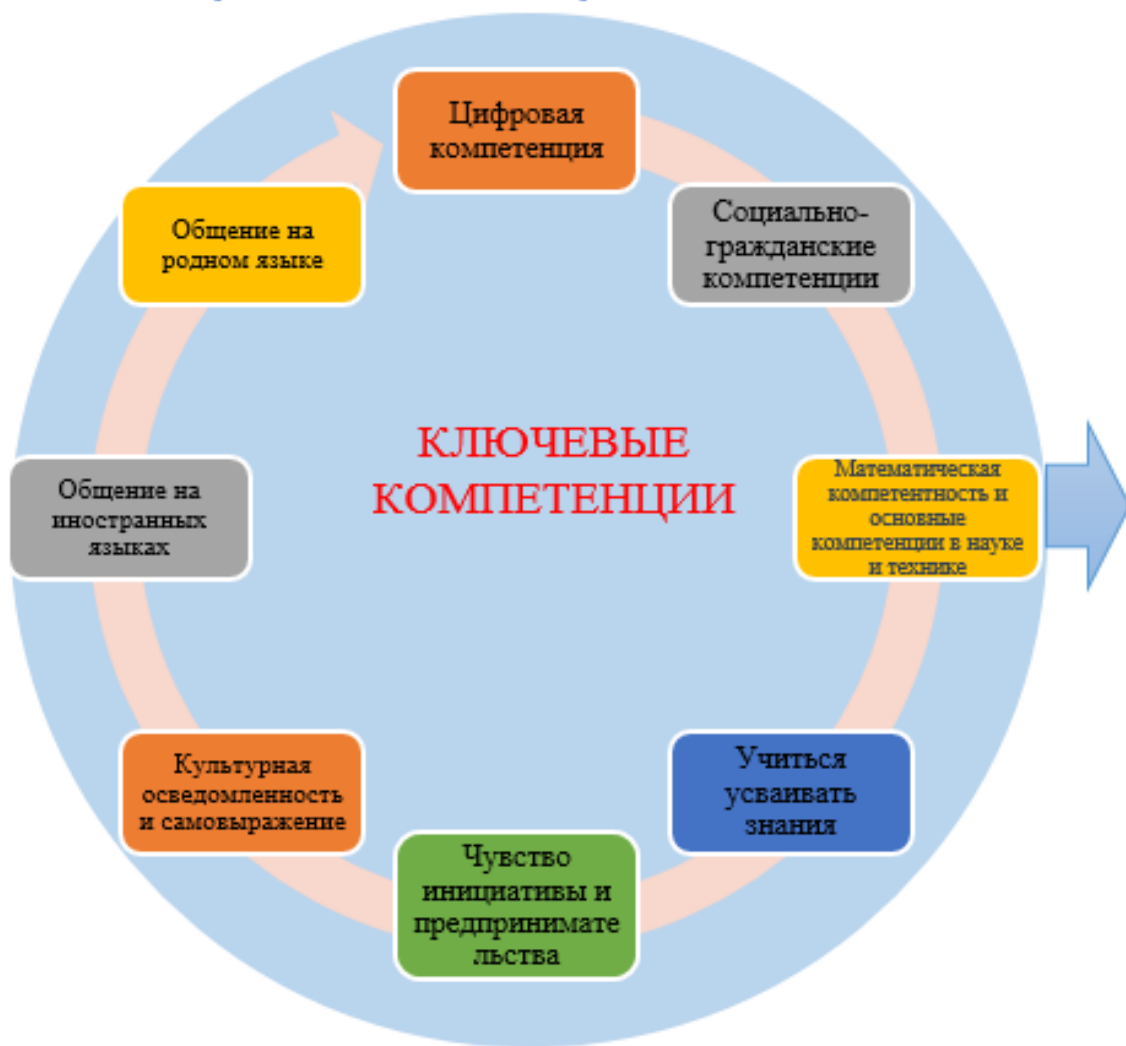 Цифровая
компетенция
Социально-
гражданские
компетенции
Математическая
компетентность и
основные
компетенции в науке
и технике
Учиться
усваивать
знания
Чувство
инициативы и
предпринимате
льства
Культурная
осведомленность
и самовыражение
Общение на
иностранных
языках
Общение на
родном языке
КЛЮЧЕВЫЕ
КОМПЕТЕНЦИИ